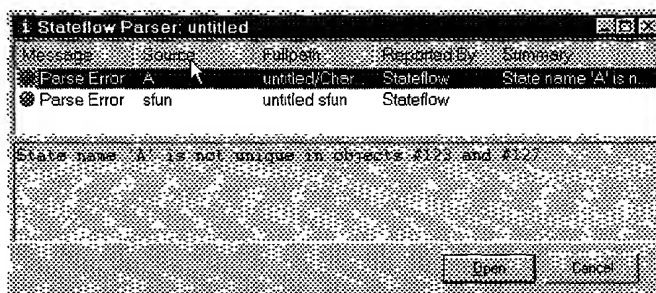 Stateflow Parser: untitled
Message Source Fullpath Reported By Summary
Parse Error A untitled/Char... Stateflow State name 'A' is n...
Parse Error sfun untitled sfun Stateflow
State name 'A' is not unique in objects #123 and #127
Open Cancel